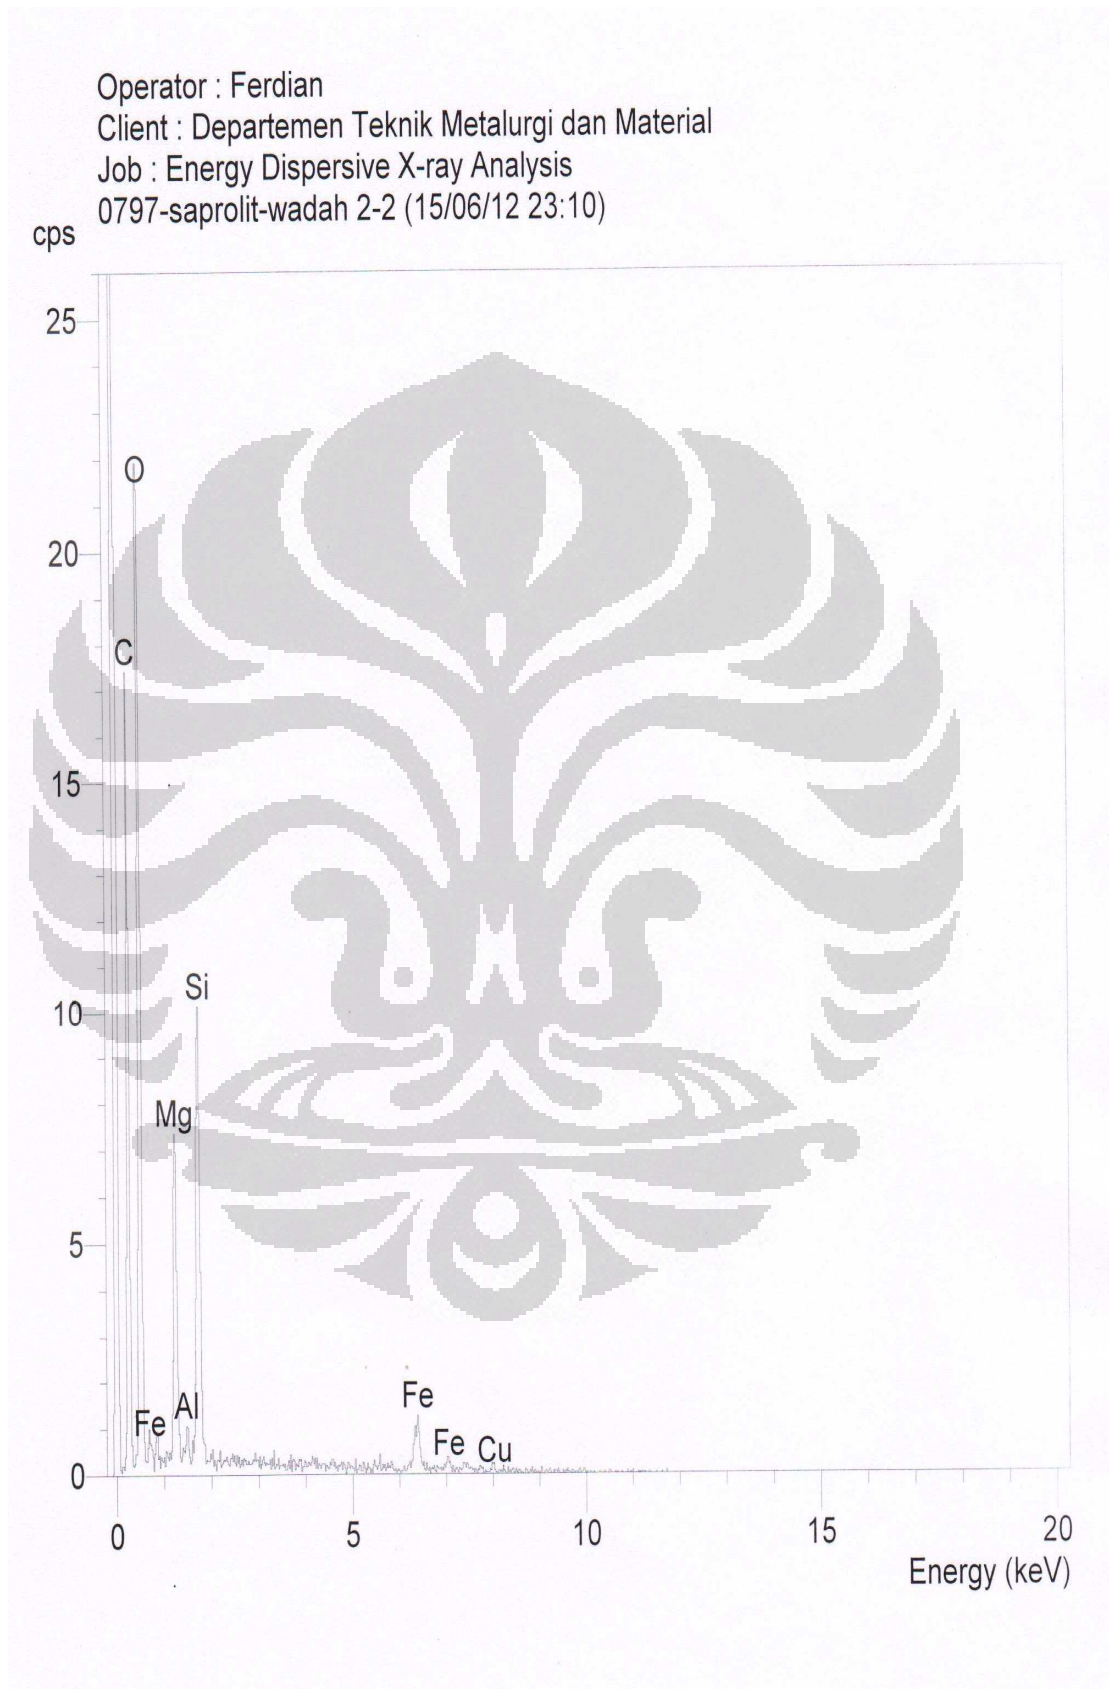 Operator : Ferdian
Client : Departemen Teknik Metalurgi dan Material
Job : Energy Dispersive X-ray Analysis
0797-saprolit-wadah 2-2 (15/06/12 23:10)
cps
25
O
20
C
15
Si
10
Mg
5
Fe
Al
Fe
Fe
Cu
0
0
5
10
15
20
Energy (keV)